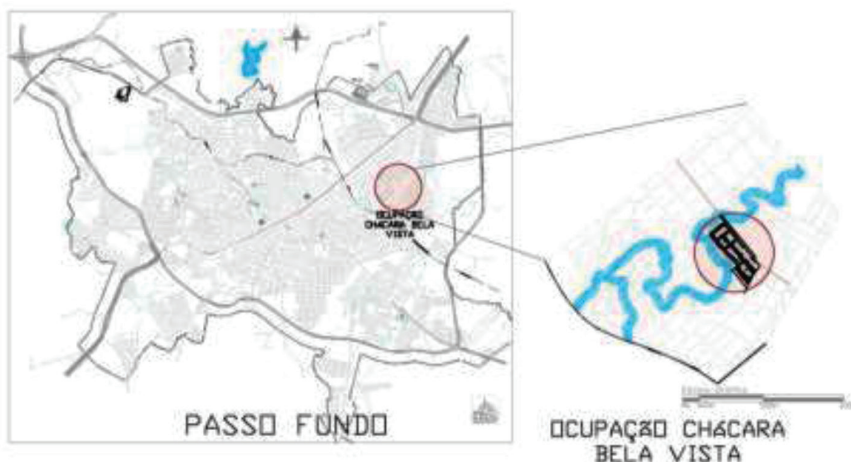 OCUPAÇÃO
CHÁCARA BELA
VISTA
PASSO FUNDO
OCUPAÇÃO CHÁCARA
BELA VISTA